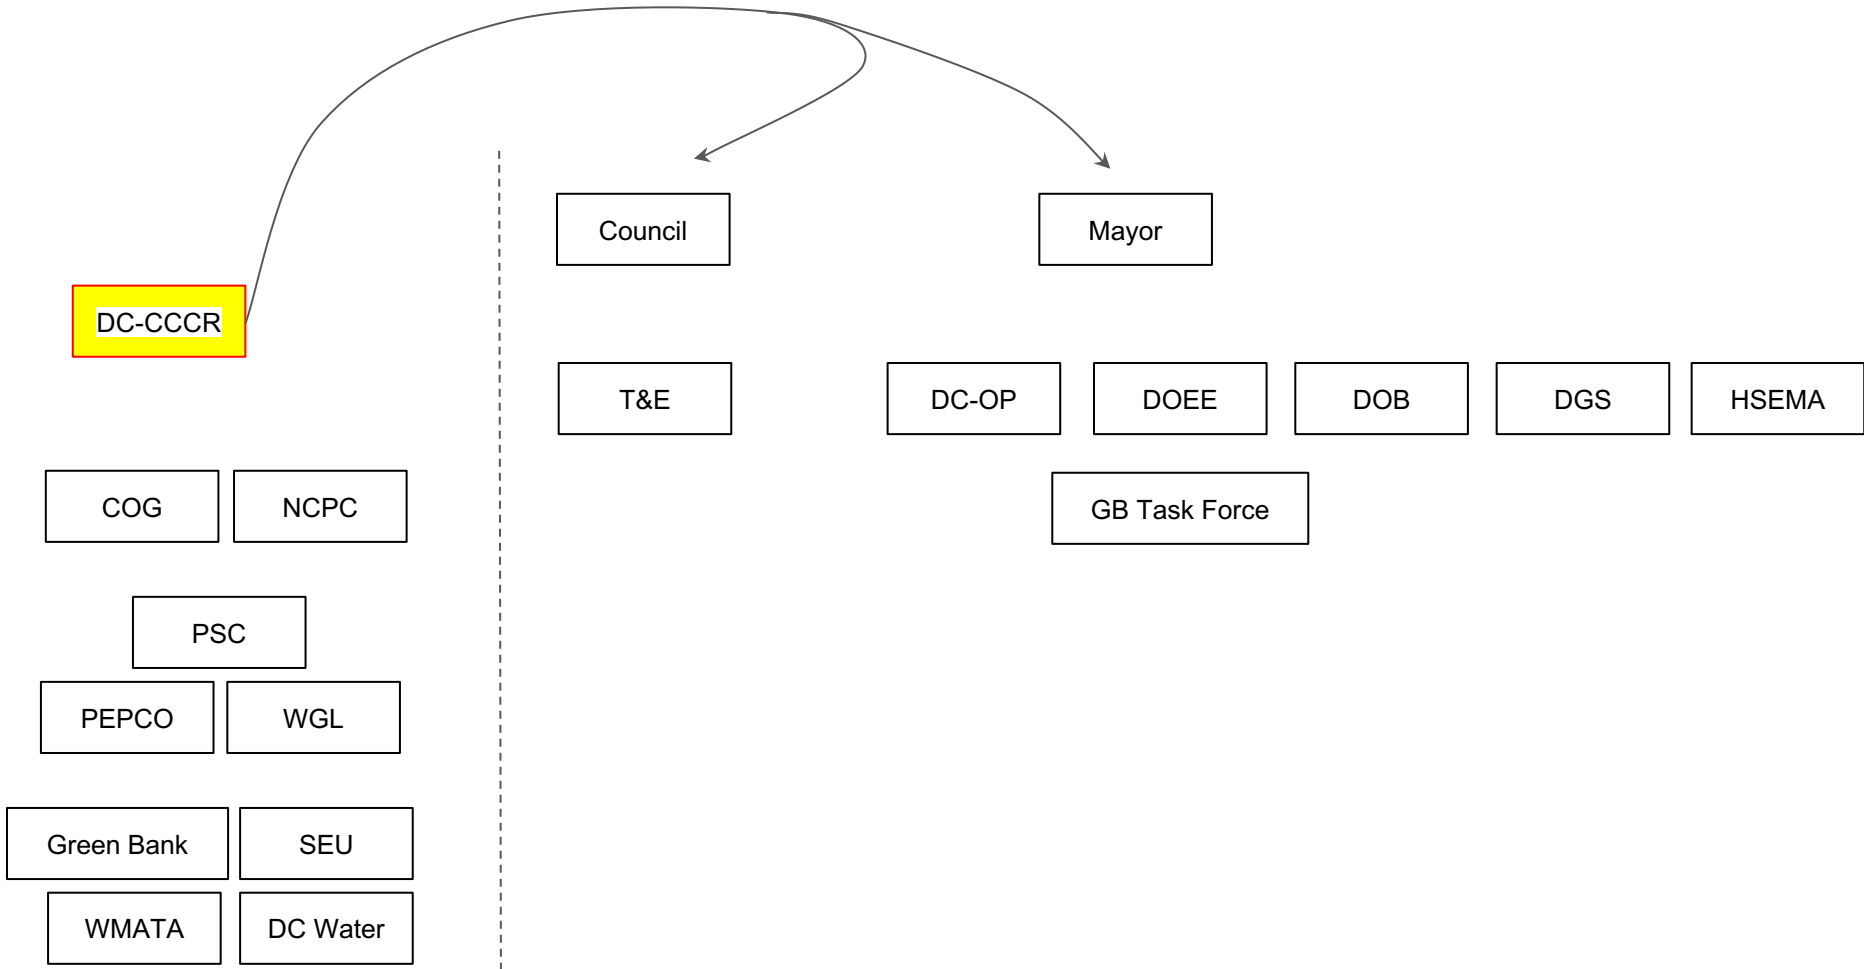 Council
Mayor
DC-CCCR
T&E
DC-OP
DOEE
DOB
DGS
HSEMA
COG
NCPC
GB Task Force
PSC
PEPCO
WGL
Green Bank
SEU
WMATA
DC Water